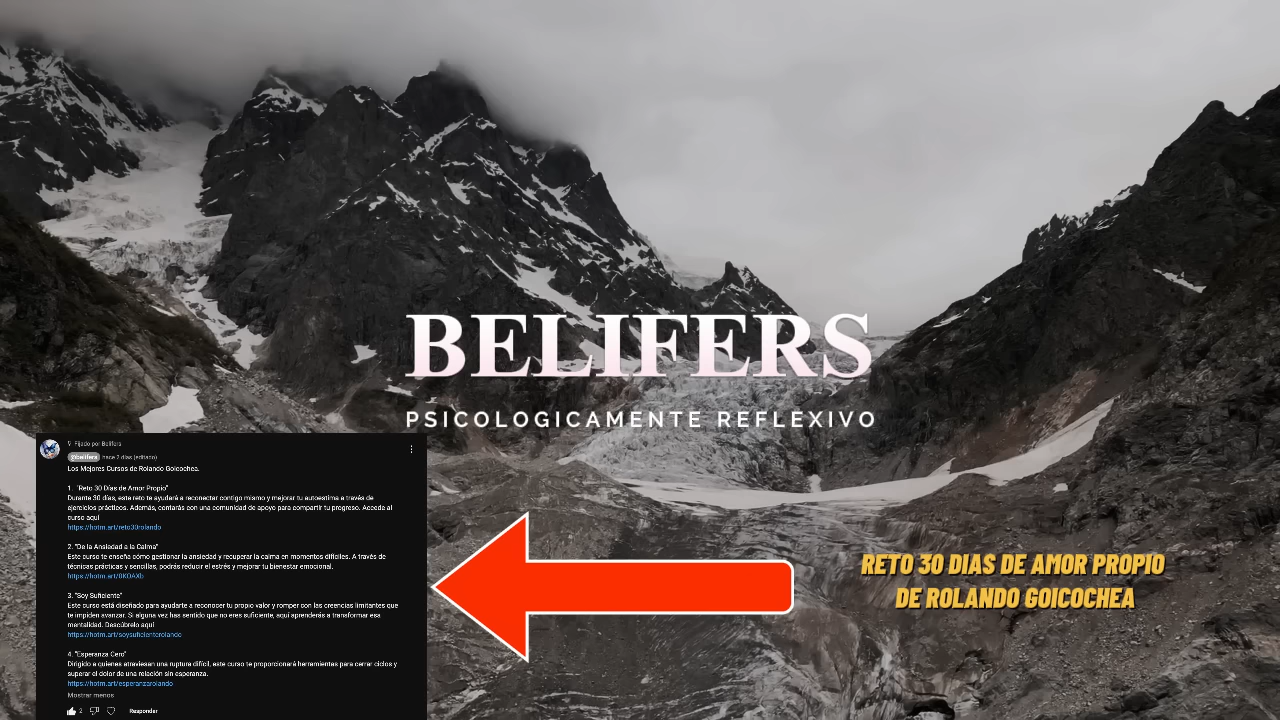 BELIFERS
PSICOLOGICAMENTE REFLEXIVO
Fijado por Belifers
@belifers hace 2 días (editado)
Los Mejores Cursos de Rolando Goicochea.
1. "Reto 30 Días de Amor Propio"
Durante 30 días, este reto te ayudará a reconectar contigo mismo y mejorar tu autoestima a través de
ejercicios prácticos. Además, contarás con una comunidad de apoyo para compartir tu progreso. Accede al
curso aquí
https://hotm.art/reto30rolando
2. "De la Ansiedad a la Calma"
Este curso te enseña cómo gestionar la ansiedad y recuperar la calma en momentos difíciles. A través de
técnicas prácticas y sencillas, podrás reducir el estrés y mejorar tu bienestar emocional.
https://hotm.art/0KOAXb
3. "Soy Suficiente"
Este curso está diseñado para ayudarte a reconocer tu propio valor y romper con las creencias limitantes que
te impiden avanzar. Si alguna vez has sentido que no eres suficiente, aquí aprenderás a transformar esa
mentalidad. Descúbrelo aquí
https://hotm.art/soysuficienterolando
4. "Esperanza Cero"
Dirigido a quienes atraviesan una ruptura difícil, este curso te proporcionará herramientas para cerrar ciclos y
superar el dolor de una relación sin esperanza.
https://hotm.art/esperanzarolando
Mostrar menos
2 Responder
RETO 30 DIAS DE AMOR PROPIO
DE ROLANDO GOICOCHEA